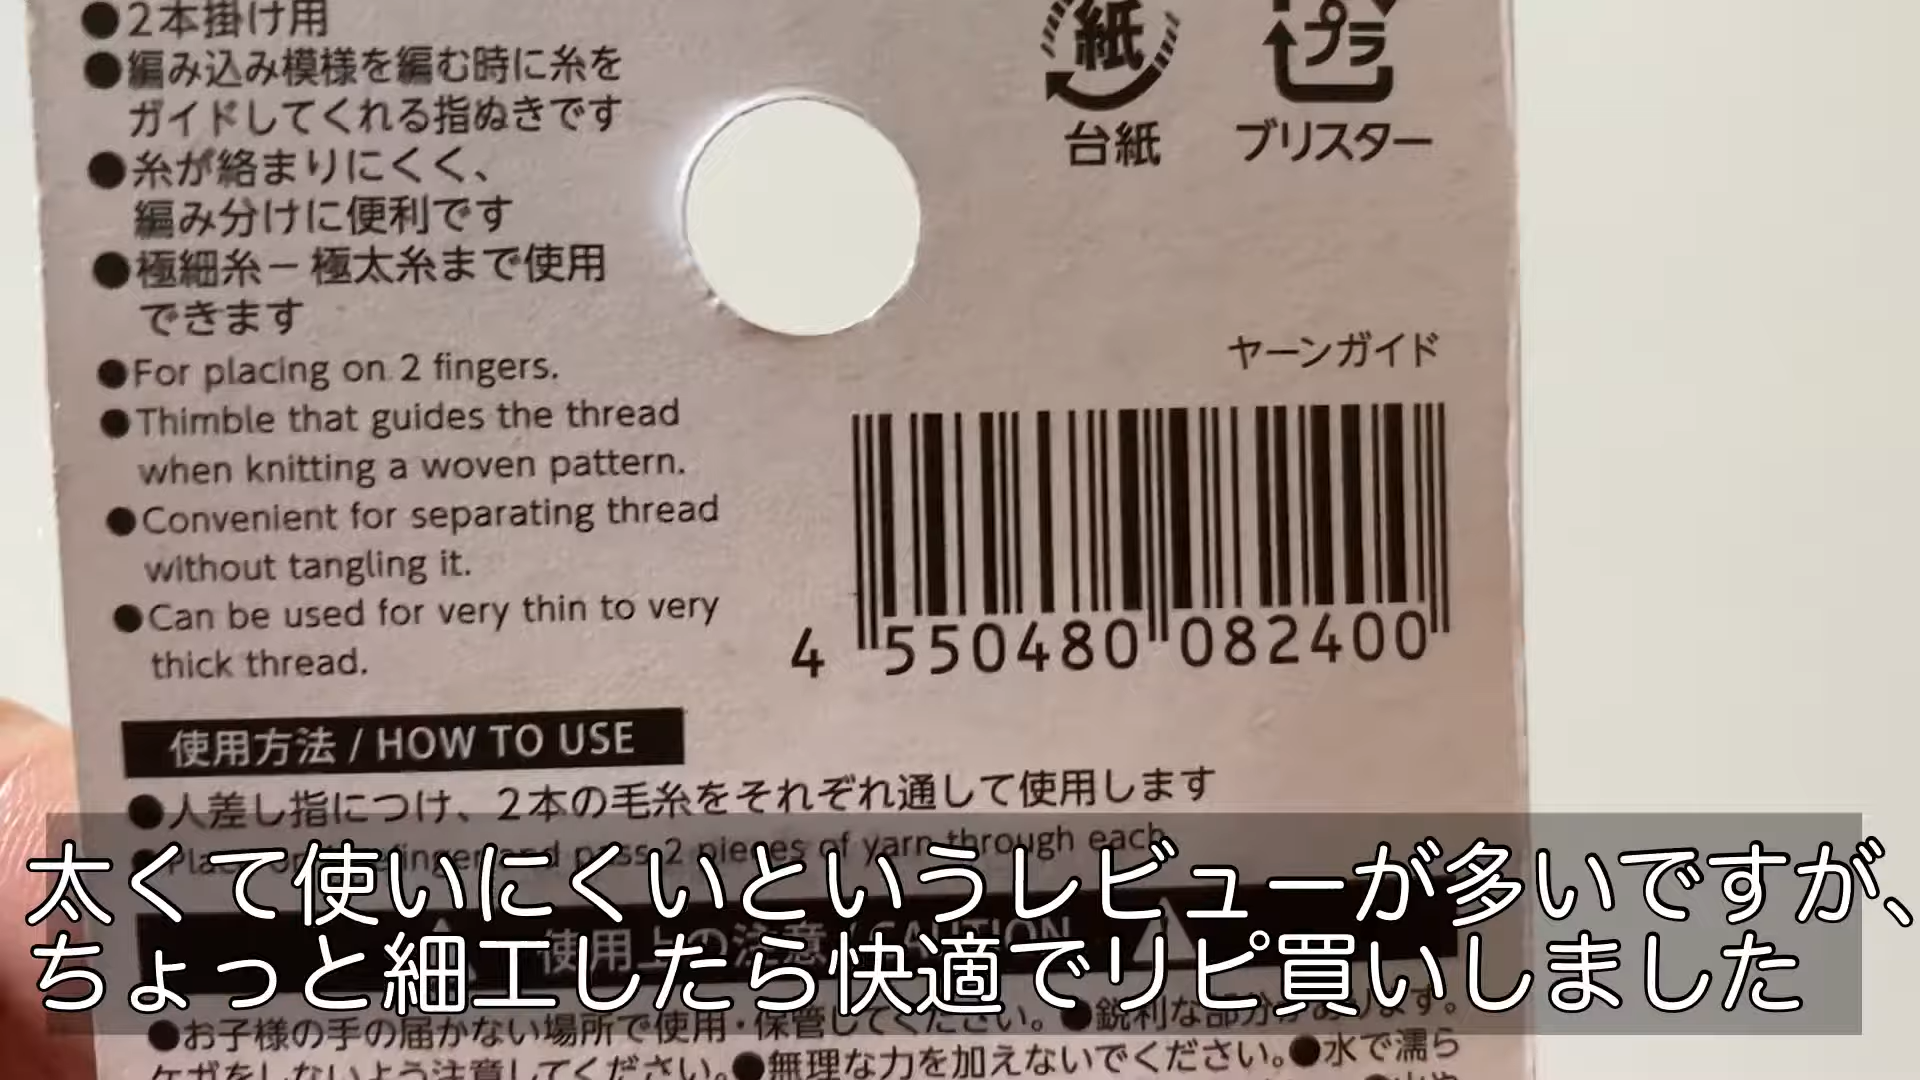 ●2本掛け用
●編み込み模様を編む時に糸を
ガイドしてくれる指ぬきです
●糸が絡まりにくく、
編み分けに便利です
●極細糸－極太糸まで使用
できます
●For placing on 2 fingers.
●Thimble that guides the thread
when knitting a woven pattern.
●Convenient for separating thread
without tangling it.
●Can be used for very thin to very
thick thread.
紙
台紙
プラ
ブリスター
ヤーンガイド
4 550480 082400
使用方法 / HOW TO USE
●人差し指につけ、2本の毛糸をそれぞれ通して使用します
finger and pass 2 pieces of yarn through each
使用上の注意 / CAUTION
太くて使いにくいというレビューが多いですが、
ちょっと細工したら快適でリピ買いしました
●お子様の手の届かない場所で使用・保管してください。●鋭利な部分があります。
ケガをしないよう注意してください。●無理な力を加えないでください。●水で濡ら